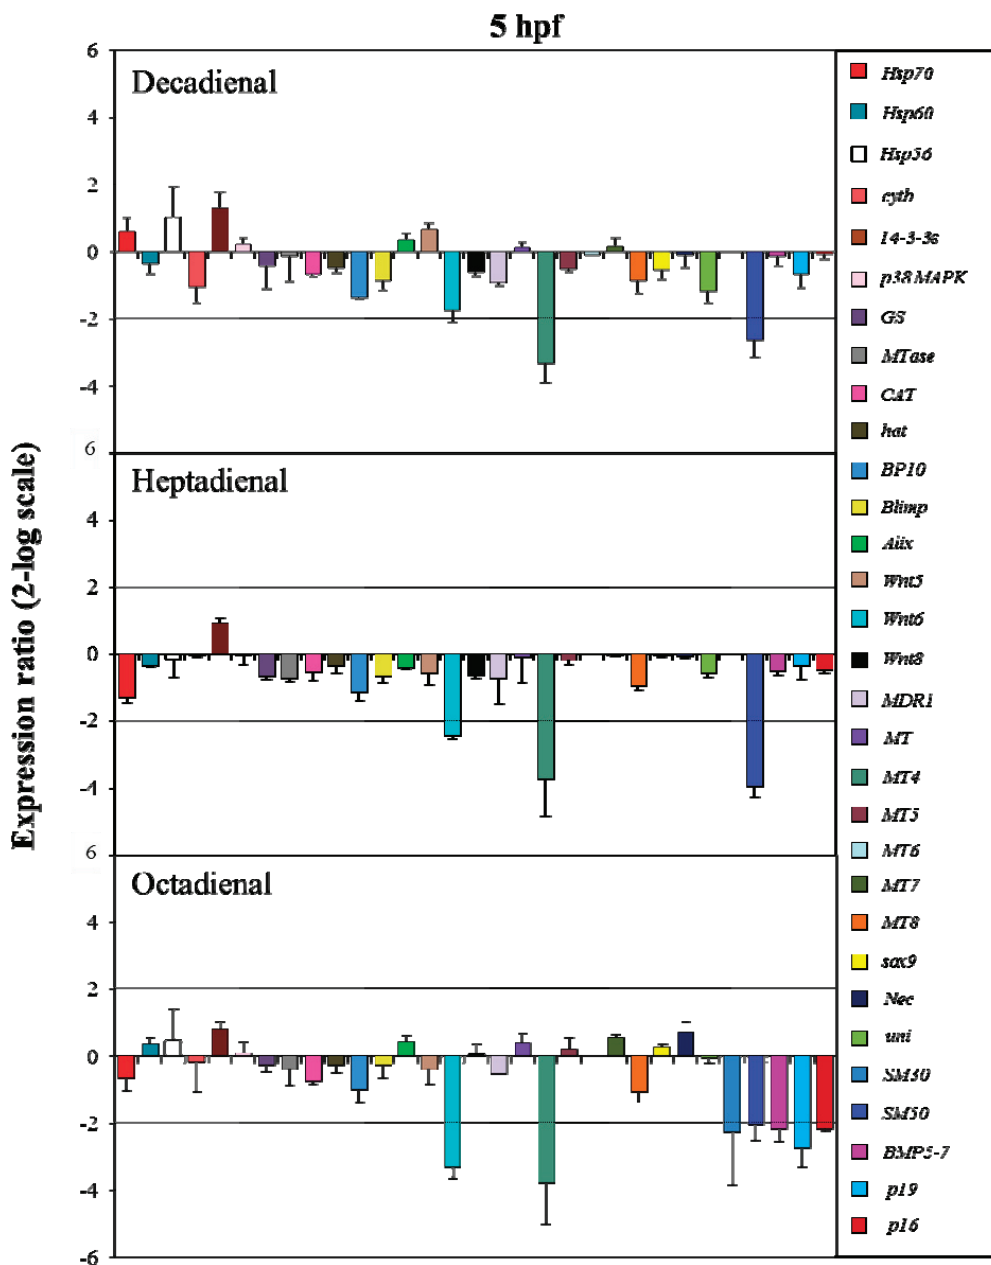 5 hpf
Expression ratio (2-log scale)
6
Decadienal
4
2
0
-2
-4
6
Heptadienal
4
2
0
-2
-4
6
Octadienal
4
2
0
-2
-4
-6
Hsp70
Hsp60
Hsp56
cytb
14-3-3ε
p38 MAPK
GS
MTase
CAT
hat
BP10
Blimp
Alix
Wnt5
Wnt6
Wnt8
MDR1
MT
MT4
MT5
MT6
MT7
MT8
sox9
Nec
uni
SM30
SM50
BMP5-7
p19
p16